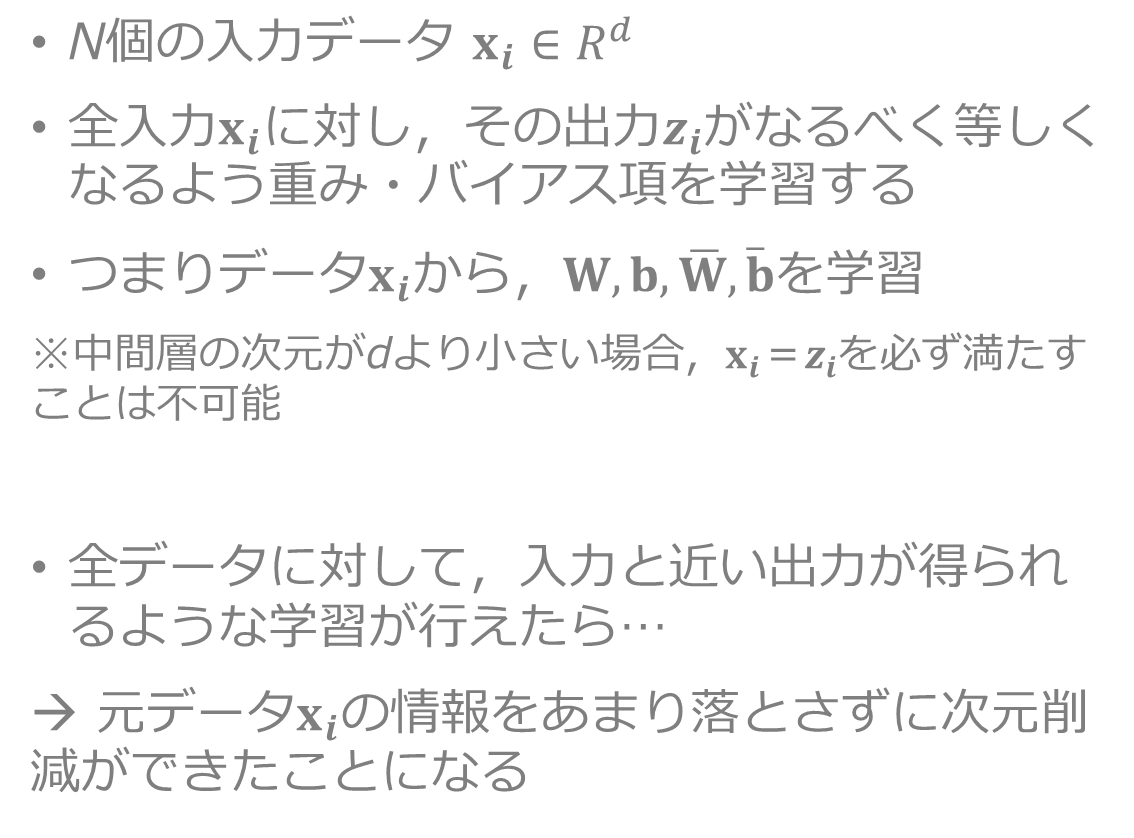 • N個の入力データ 𝐱ᵢ ∈ Rᵈ
• 全入力𝐱ᵢに対し，その出力𝒛ᵢがなるべく等しく
なるよう重み・バイアス項を学習する
• つまりデータ𝐱ᵢから，𝐖, 𝐛, 𝐖̅, 𝐛̅を学習
※中間層の次元がdより小さい場合，𝐱ᵢ = 𝒛ᵢを必ず満たす
ことは不可能
• 全データに対して，入力と近い出力が得られ
るような学習が行えたら…
→ 元データ𝐱ᵢの情報をあまり落とさずに次元削
減ができたことになる